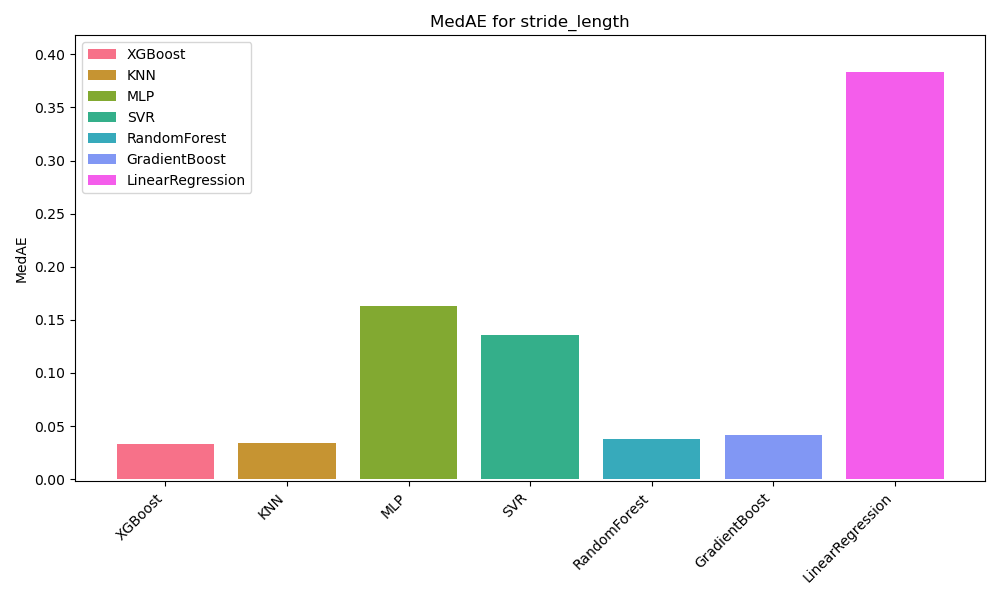 MedAE for stride_length
XGBoost
KNN
MLP
SVR
RandomForest
GradientBoost
LinearRegression
MedAE
0.40
0.35
0.30
0.25
0.20
0.15
0.10
0.05
0.00
XGBoost
KNN
MLP
SVR
RandomForest
GradientBoost
LinearRegression